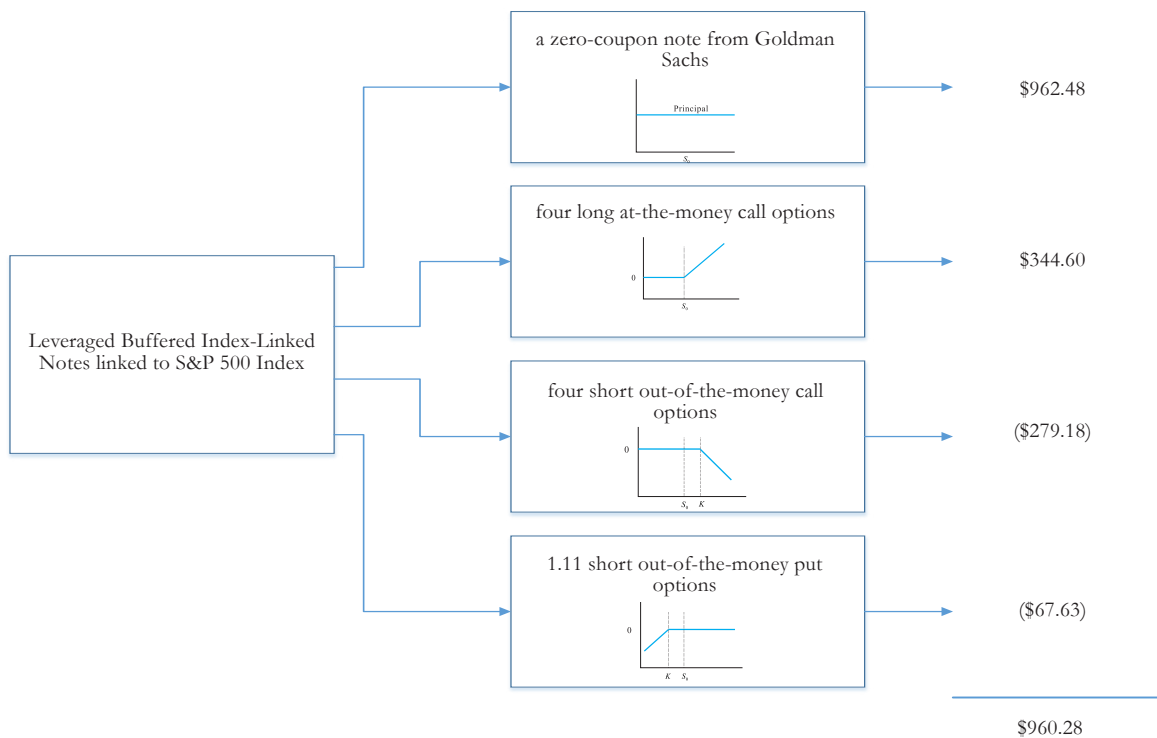 a zero-coupon note from Goldman
Sachs
Principal
S₀
$962.48
four long at-the-money call options
0
S₀
$344.60
Leveraged Buffered Index-Linked
Notes linked to S&P 500 Index
four short out-of-the-money call
options
0
S₀ K
($279.18)
1.11 short out-of-the-money put
options
0
K S₀
($67.63)
$960.28